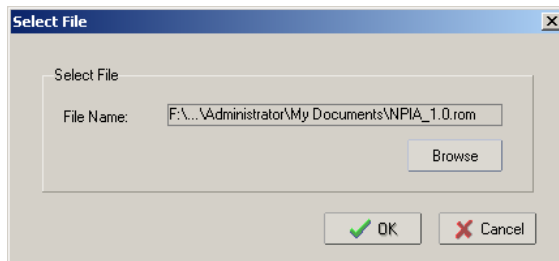 Select File
Select File
File Name: F:\...\Administrator\My Documents\NPIA_1.0.rom
Browse
OK Cancel